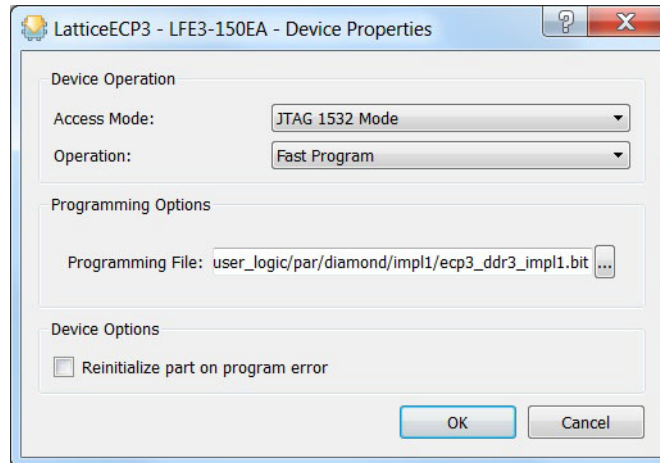 LatticeECP3 - LFE3-150EA - Device Properties
Device Operation
Access Mode: JTAG 1532 Mode
Operation: Fast Program
Programming Options
Programming File: user_logic/par/diamond/impl1/ecp3_ddr3_impl1.bit ...
Device Options
Reinitialize part on program error
OK Cancel